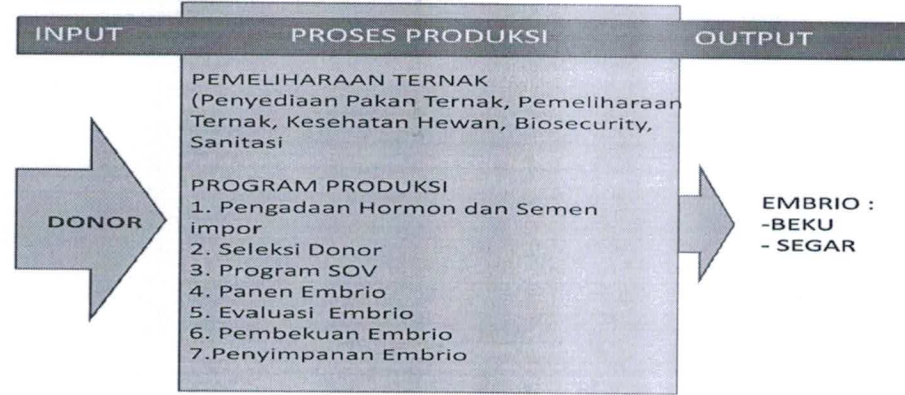 INPUT
PROSES PRODUKSI
OUTPUT
DONOR
PEMELIHARAAN TERNAK
(Penyediaan Pakan Ternak, Pemeliharaan
Ternak, Kesehatan Hewan, Biosecurity,
Sanitasi
PROGRAM PRODUKSI
1. Pengadaan Hormon dan Semen
impor
2. Seleksi Donor
3. Program SOV
4. Panen Embrio
5. Evaluasi Embrio
6. Pembekuan Embrio
7.Penyimpanan Embrio
EMBRIO :
-BEKU
- SEGAR